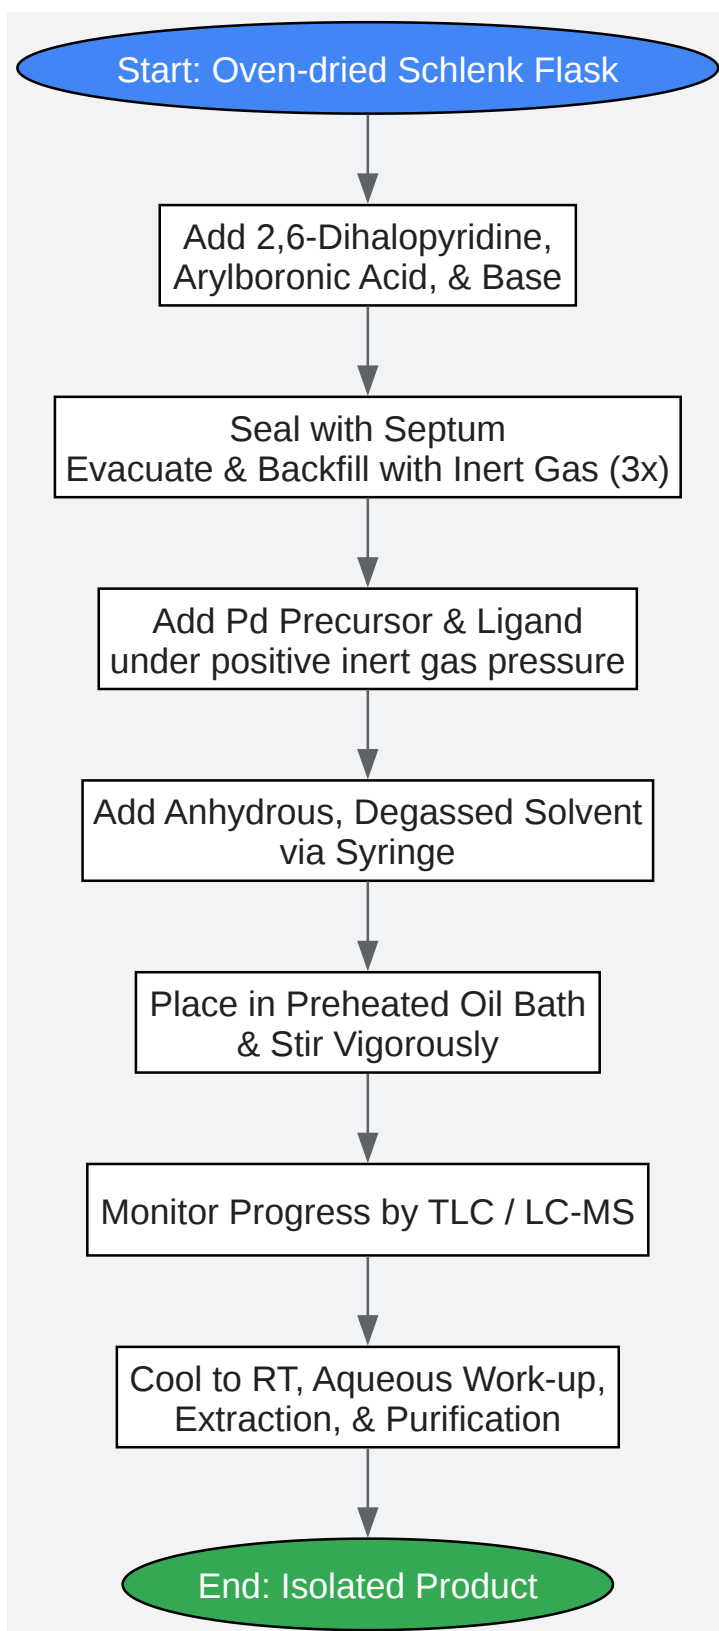 Start: Oven-dried Schlenk Flask
Add 2,6-Dihalopyridine,
Arylboronic Acid, & Base
Seal with Septum
Evacuate & Backfill with Inert Gas (3x)
Add Pd Precursor & Ligand
under positive inert gas pressure
Add Anhydrous, Degassed Solvent
via Syringe
Place in Preheated Oil Bath
& Stir Vigorously
Monitor Progress by TLC / LC-MS
Cool to RT, Aqueous Work-up,
Extraction, & Purification
End: Isolated Product